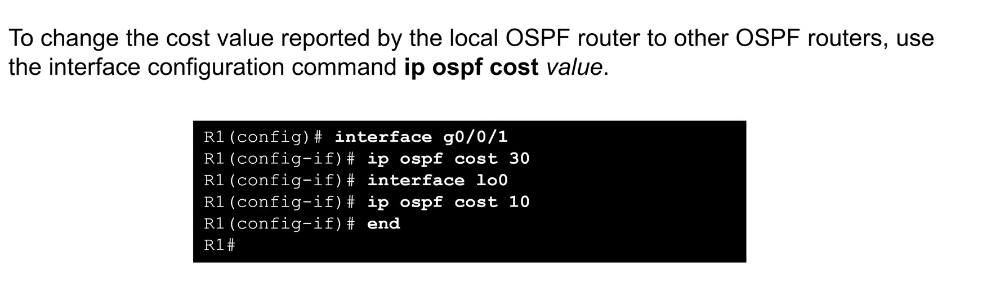 To change the cost value reported by the local OSPF router to other OSPF routers, use
the interface configuration command ip ospf cost value.
R1(config)# interface g0/0/1
R1(config-if)# ip ospf cost 30
R1(config-if)# interface lo0
R1(config-if)# ip ospf cost 10
R1(config-if)# end
R1#